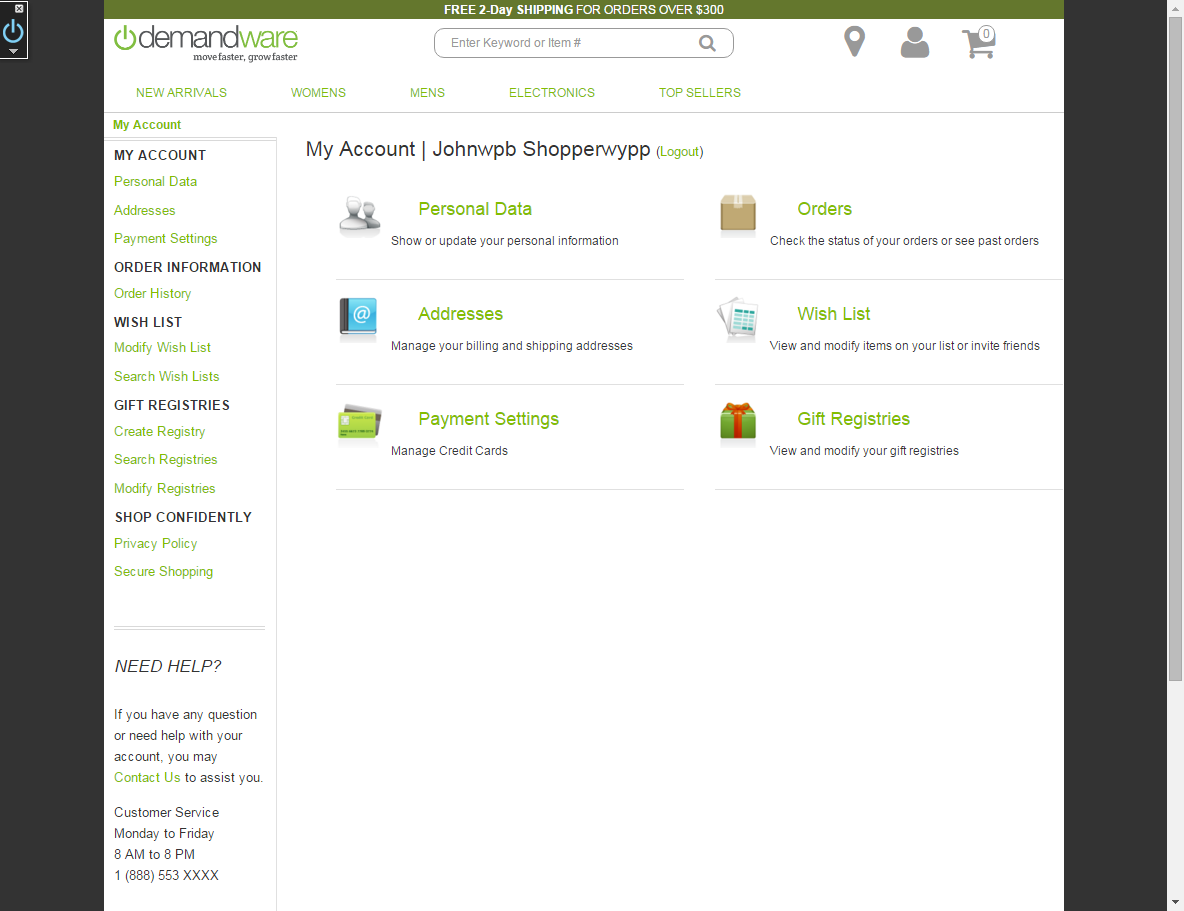 FREE 2-Day SHIPPING FOR ORDERS OVER $300
demandware
move faster, grow faster
Enter Keyword or Item #
0
NEW ARRIVALS WOMENS MENS ELECTRONICS TOP SELLERS
My Account
MY ACCOUNT
Personal Data
Addresses
Payment Settings
ORDER INFORMATION
Order History
WISH LIST
Modify Wish List
Search Wish Lists
GIFT REGISTRIES
Create Registry
Search Registries
Modify Registries
SHOP CONFIDENTLY
Privacy Policy
Secure Shopping
NEED HELP?
If you have any question
or need help with your
account, you may
Contact Us to assist you.
Customer Service
Monday to Friday
8 AM to 8 PM
1 (888) 553 XXXX
My Account | Johnwpb Shopperwypp (Logout)
Personal Data
Show or update your personal information
Orders
Check the status of your orders or see past orders
@
Addresses
Manage your billing and shipping addresses
Wish List
View and modify items on your list or invite friends
Payment Settings
Manage Credit Cards
Gift Registries
View and modify your gift registries